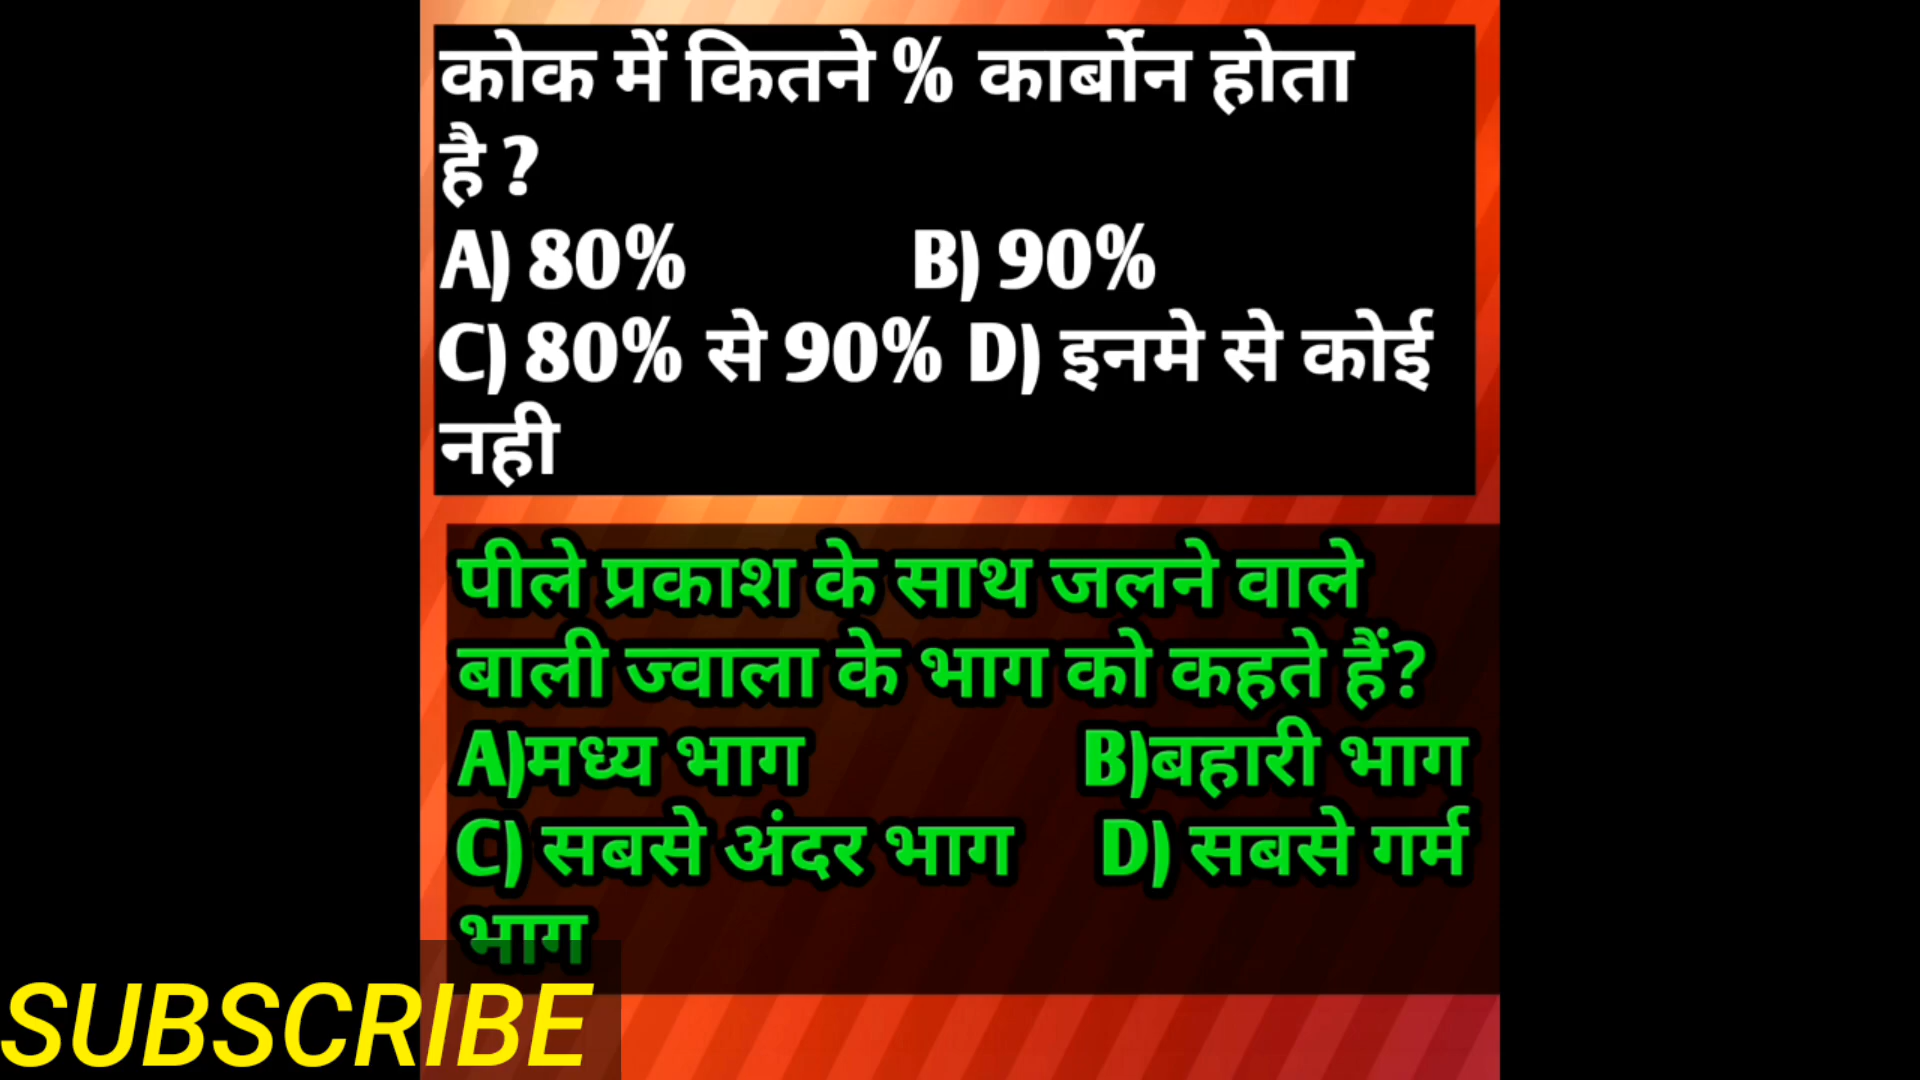 कोक में कितने % कार्बोन होता
है ?
A) 80% B) 90%
C) 80% से 90% D) इनमे से कोई
नही
पीले प्रकाश के साथ जलने वाले
बाली ज्वाला के भाग को कहते हैं?
A)मध्य भाग B)बहारी भाग
C) सबसे अंदर भाग D) सबसे गर्म
भाग
SUBSCRIBE